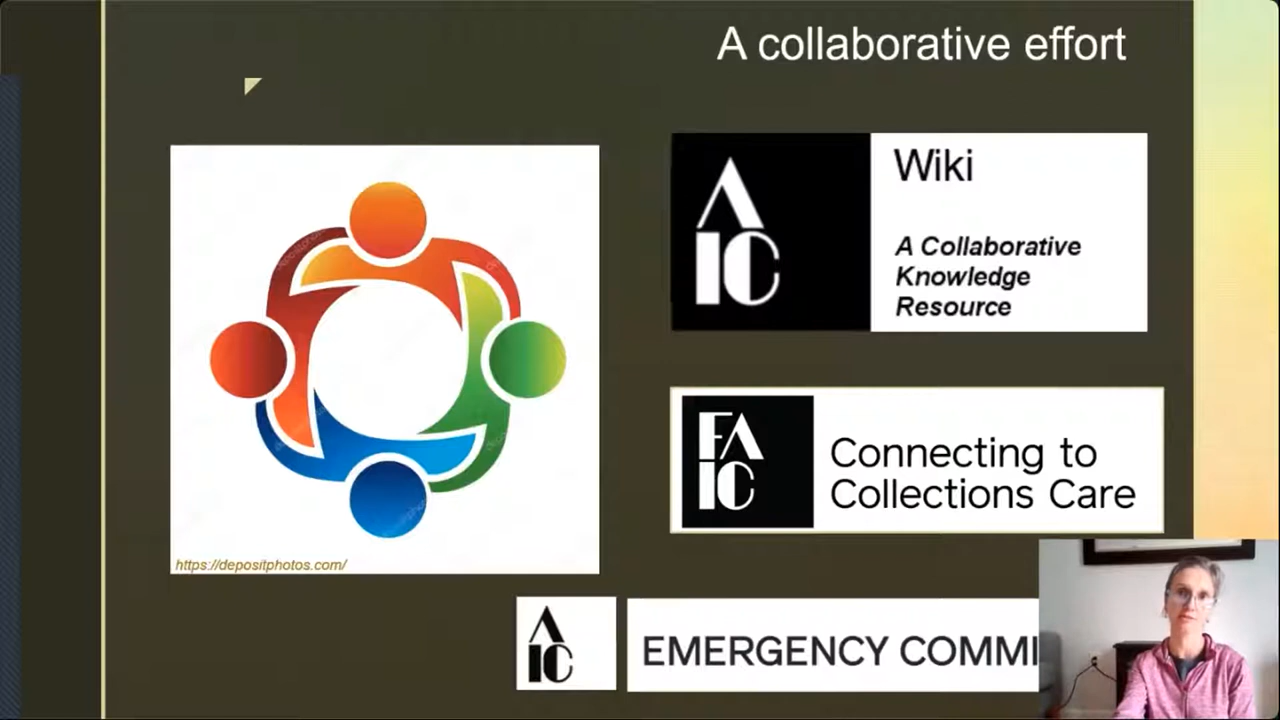 A collaborative effort
A
IC
Wiki
A Collaborative
Knowledge
Resource
FA
IC
Connecting to
Collections Care
https://depositphotos.com/
A
IC
EMERGENCY COMMI